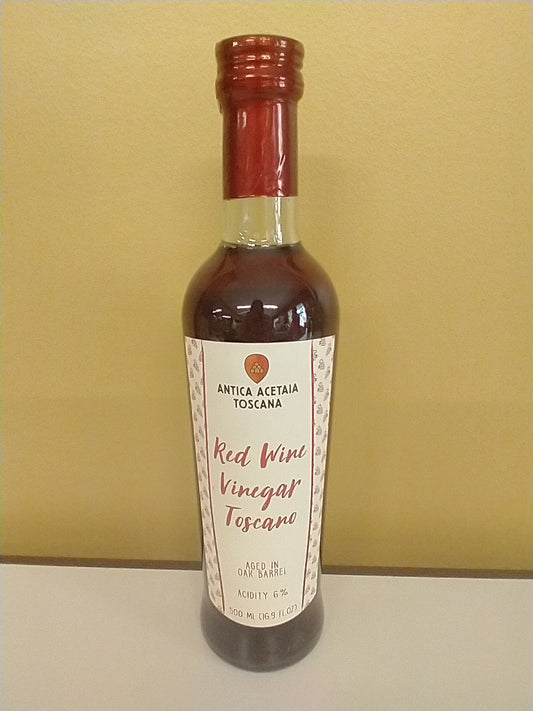 ANTICA ACETAIA
TOSCANA
Red Wine
Vinegar
Toscano
AGED IN
OAK BARREL
ACIDITY 6%
500 ML (16.9 fl.oz)